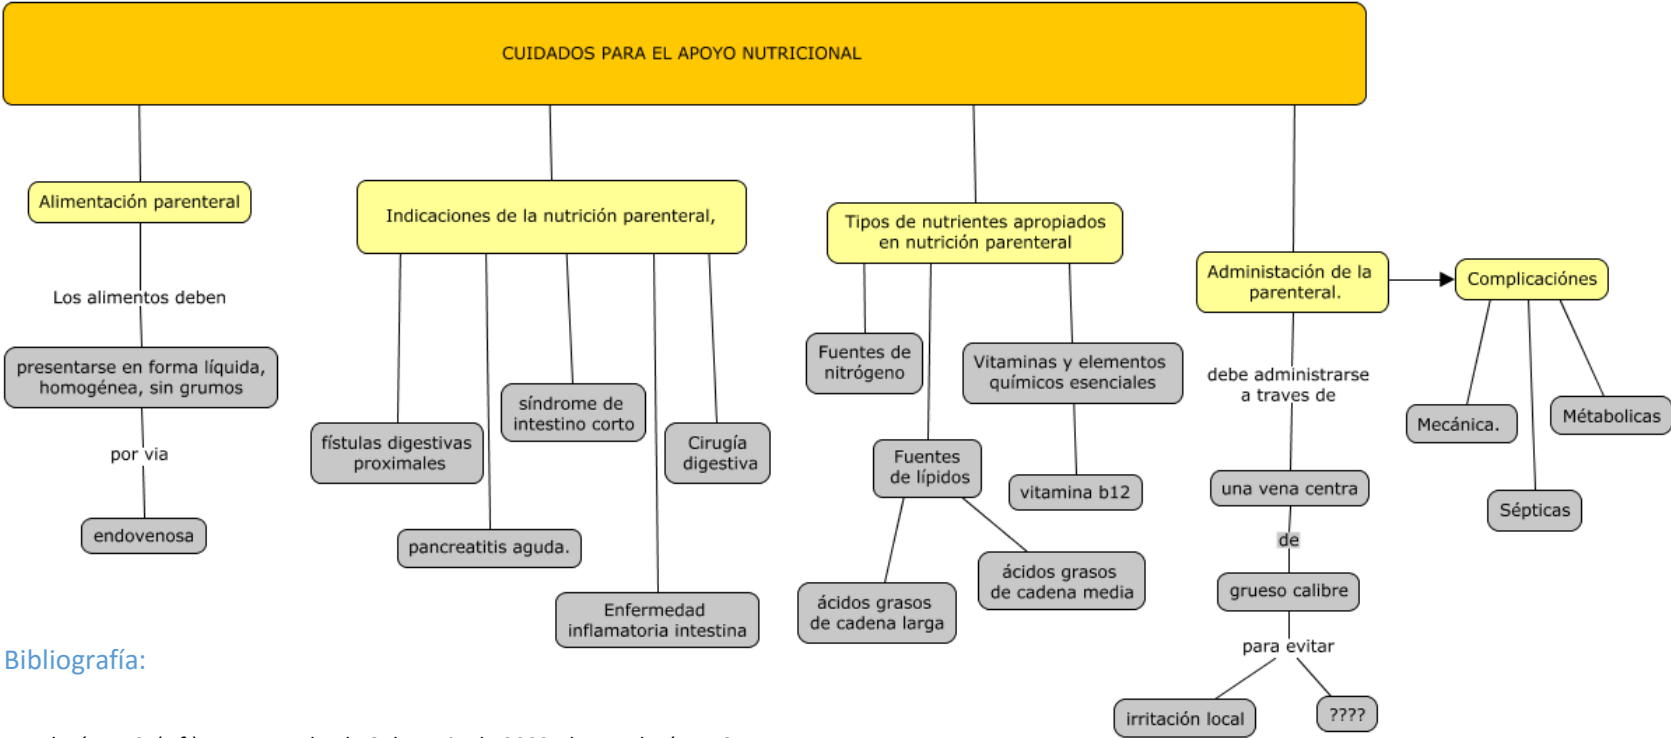 CUIDADOS PARA EL APOYO NUTRICIONAL
Alimentación parenteral
Los alimentos deben
presentarse en forma líquida,
homogénea, sin grumos
por via
endovenosa
Indicaciones de la nutrición parenteral,
fístulas digestivas
proximales
pancreatitis aguda.
síndrome de
intestino corto
Enfermedad
inflamatoria intestina
Cirugía
digestiva
Tipos de nutrientes apropiados
en nutrición parenteral
Fuentes de
nitrógeno
Fuentes
de lípidos
ácidos grasos
de cadena larga
ácidos grasos
de cadena media
Vitaminas y elementos
químicos esenciales
vitamina b12
Administación de la
parenteral.
debe administrarse
a traves de
una vena centra
de
grueso calibre
para evitar
irritación local
????
Complicaciónes
Mecánica.
Sépticas
Métabolicas
Bibliografía: